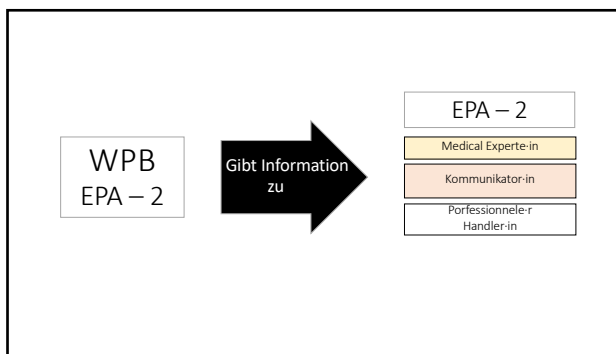 WPB
EPA – 2
Gibt Information
zu
EPA – 2
Medical Experte·in
Kommunikator·in
Porfessionnele·r
Handler·in